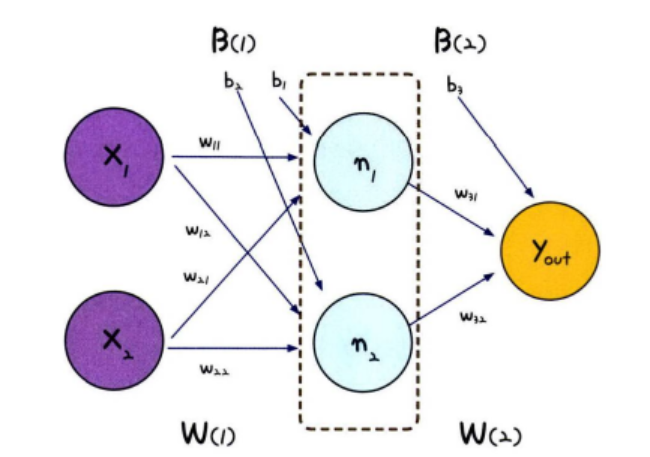 B(1)
B(2)
b₂
b₁
b₃
X₁
w₁₁
n₁
w₃₁
w₁₂
w₂₁
Yout
X₂
w₂₂
n₂
w₃₂
W(1)
W(2)